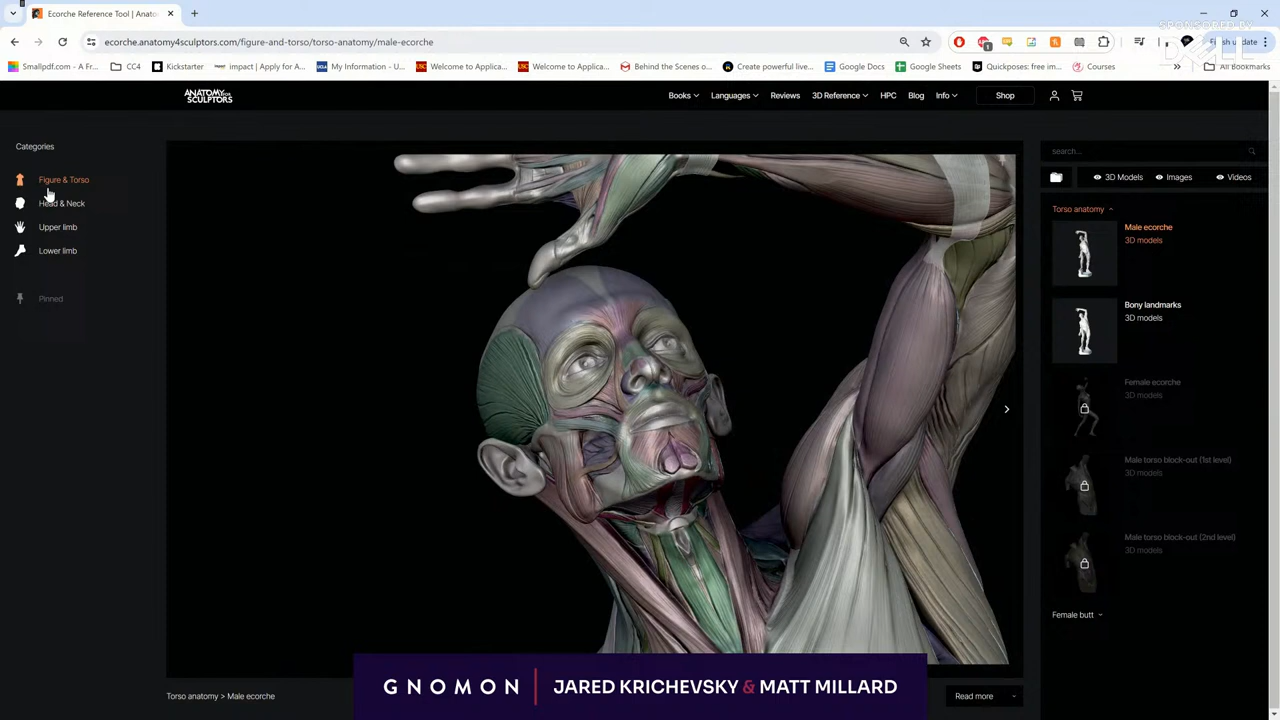 Ecorche Reference Tool | Anato
ecorche.anatomy4sculptors.com/figure-and-torso/torso-anatomy/male-ecorche
SPONSORED BY
DELL
Smallpdf.com - A Fr...
CC4
Kickstarter
impact | Apply for A...
My Information - U...
Welcome to Applica...
Welcome to Applica...
Behind the Scenes o...
Create powerful live...
Google Docs
Google Sheets
Quickposes: free im...
Courses
All Bookmarks
ANATOMY FOR
SCULPTORS
Books
Languages
Reviews
3D Reference
HPC
Blog
Info
Shop
Categories
Figure & Torso
Head & Neck
Upper limb
Lower limb
Pinned
search...
3D Models
Images
Videos
Torso anatomy
Male ecorche
3D models
Bony landmarks
3D models
Female ecorche
3D models
Male torso block-out (1st level)
3D models
Male torso block-out (2nd level)
3D models
Female butt
Torso anatomy > Male ecorche
Read more
GNOMON | JARED KRICHEVSKY & MATT MILLARD